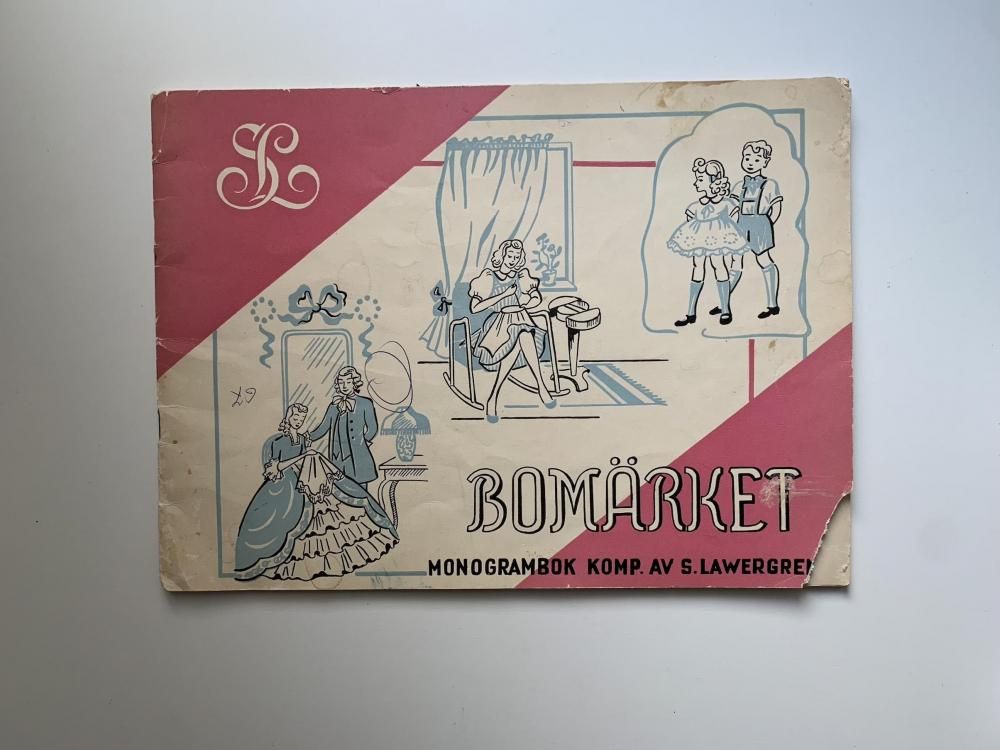 SL
BOMÄRKET
MONOGRAMBOK KOMP. AV S.LAWERGREN